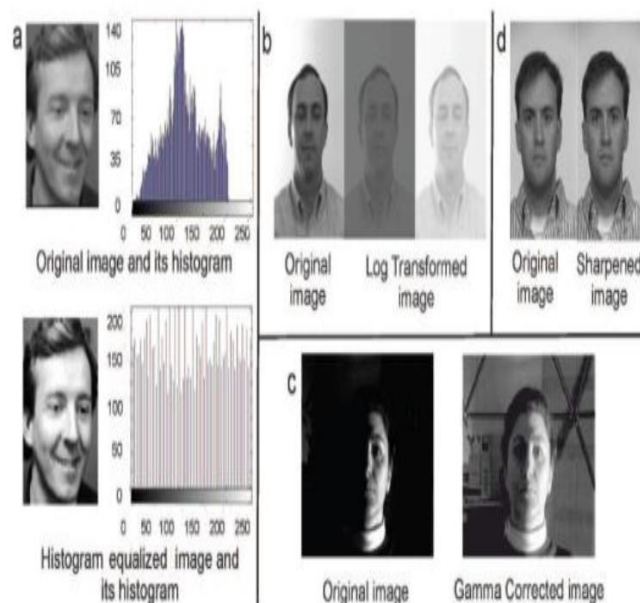 a
140
105
70
35
0
0 50 100 150 200 250
Original image and its histogram
200
150
100
50
0
0 50 100 150 200 250
Histogram equalized image and
its histogram
b
Original
image
Log Transformed
image
d
Original
image
Sharpened
image
c
Original image
Gamma Corrected image